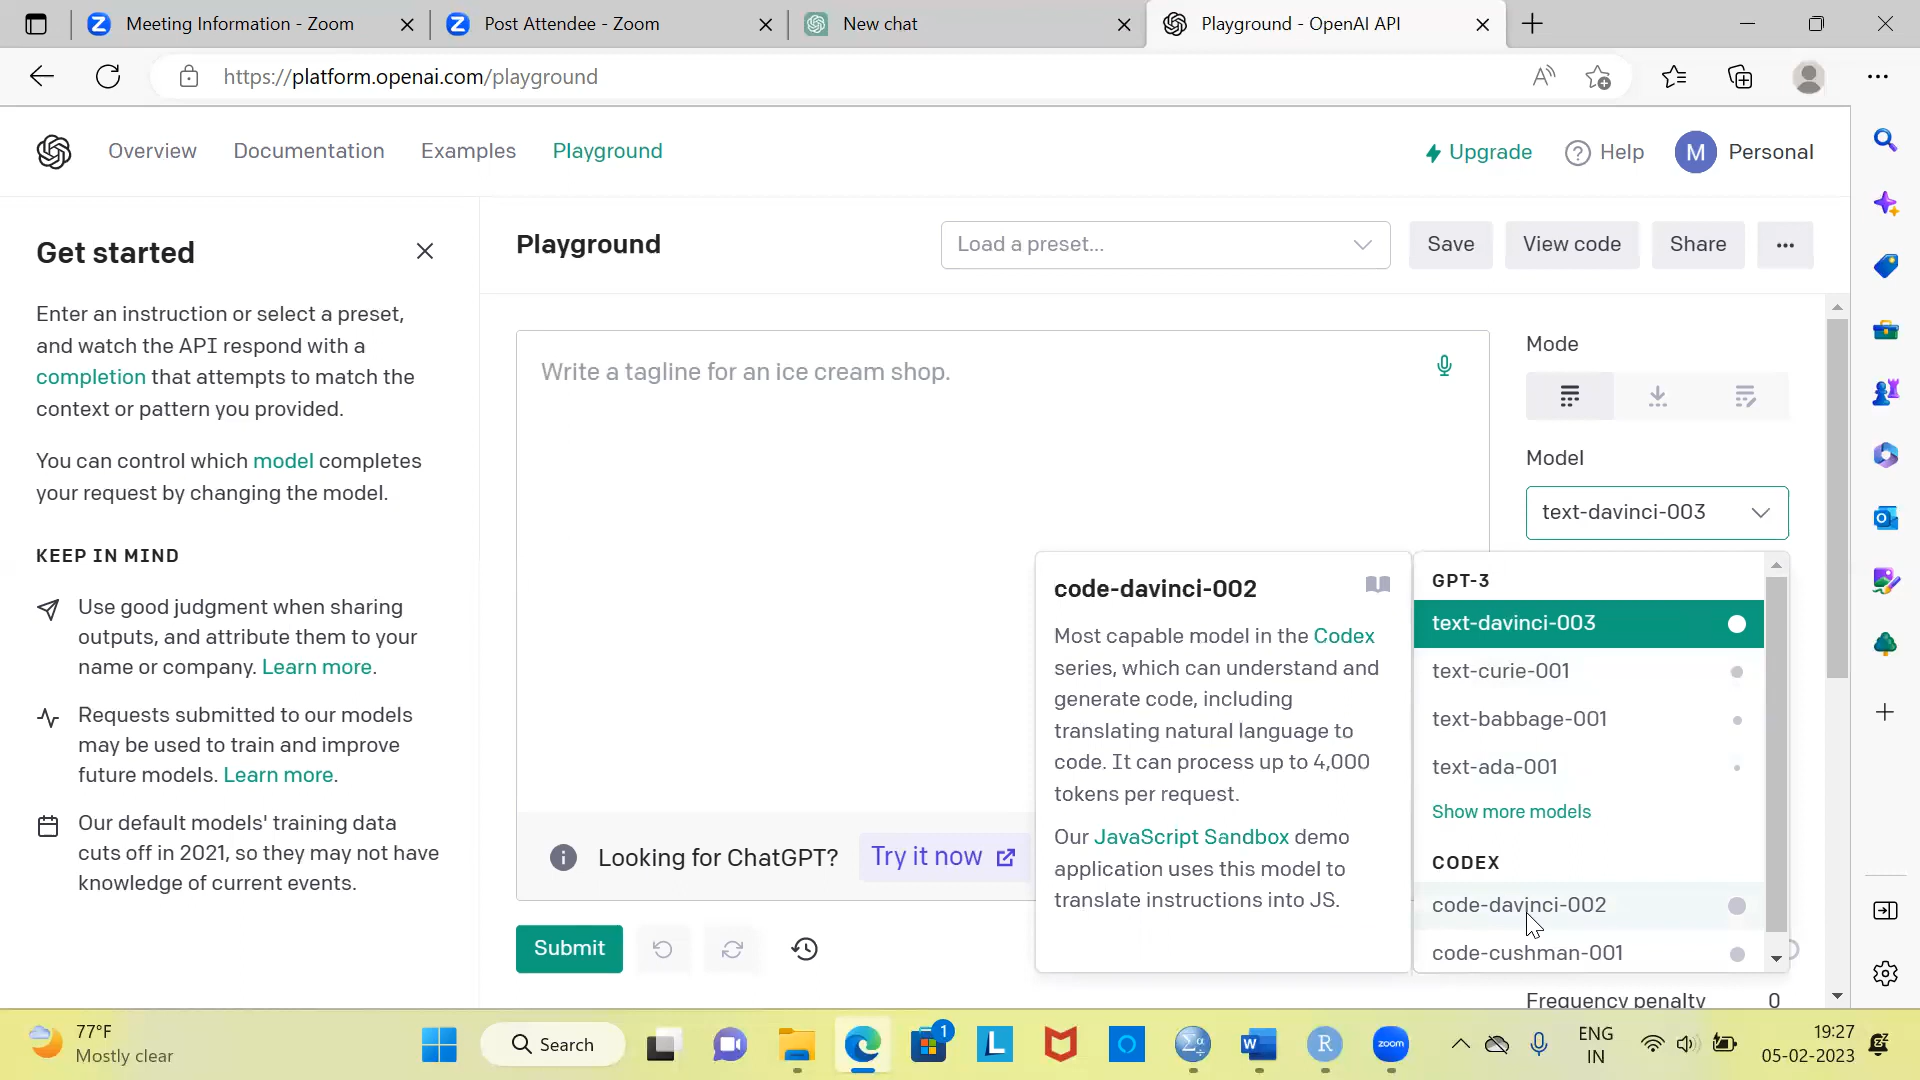 Meeting Information - Zoom
Post Attendee - Zoom
New chat
Playground - OpenAI API
https://platform.openai.com/playground
Overview
Documentation
Examples
Playground
Upgrade
Help
M
Personal
Get started
Enter an instruction or select a preset,
and watch the API respond with a
completion that attempts to match the
context or pattern you provided.
You can control which model completes
your request by changing the model.
KEEP IN MIND
Use good judgment when sharing
outputs, and attribute them to your
name or company. Learn more.
Requests submitted to our models
may be used to train and improve
future models. Learn more.
Our default models' training data
cuts off in 2021, so they may not have
knowledge of current events.
Playground
Load a preset...
Save
View code
Share
Write a tagline for an ice cream shop.
Looking for ChatGPT?
Try it now
Submit
Mode
Model
text-davinci-003
code-davinci-002
Most capable model in the Codex
series, which can understand and
generate code, including
translating natural language to
code. It can process up to 4,000
tokens per request.
Our JavaScript Sandbox demo
application uses this model to
translate instructions into JS.
GPT-3
text-davinci-003
text-curie-001
text-babbage-001
text-ada-001
Show more models
CODEX
code-davinci-002
code-cushman-001
Frequency penalty 0
77°F
Mostly clear
Search
1
L
W
R
zoom
ENG
IN
19:27
05-02-2023